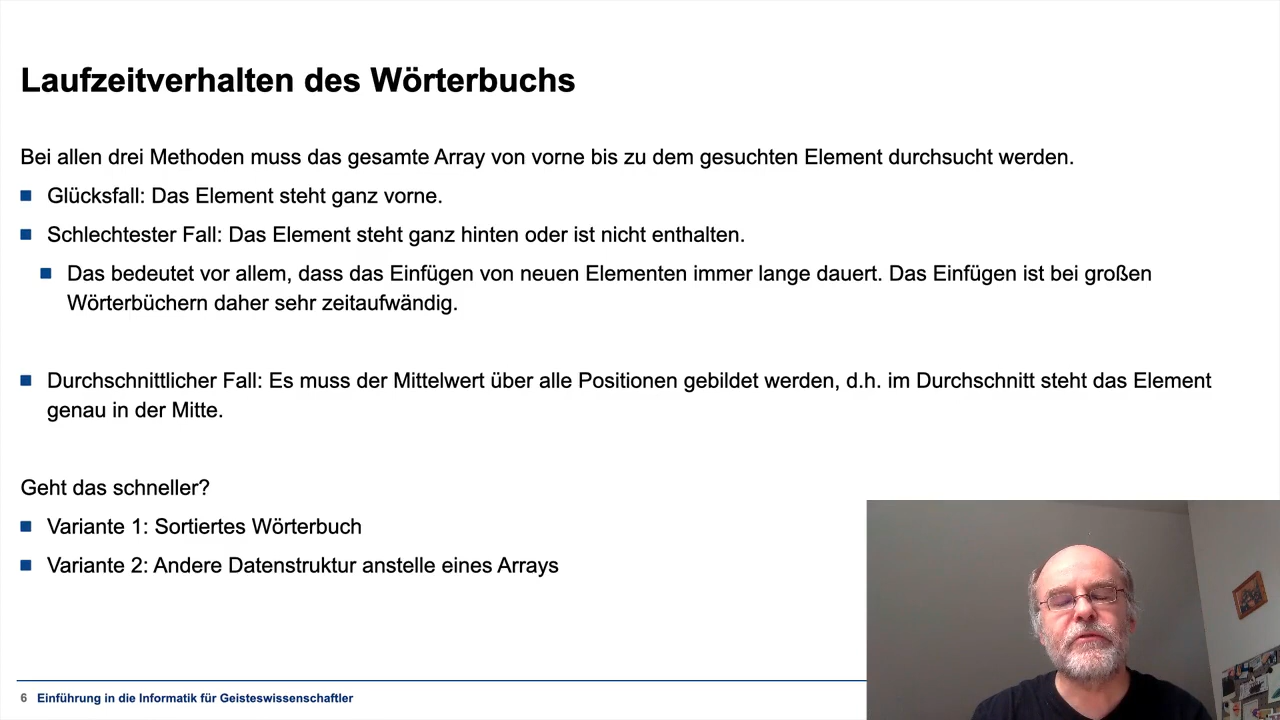 Laufzeitverhalten des Wörterbuchs
Bei allen drei Methoden muss das gesamte Array von vorne bis zu dem gesuchten Element durchsucht werden.
Glücksfall: Das Element steht ganz vorne.
Schlechtester Fall: Das Element steht ganz hinten oder ist nicht enthalten.
Das bedeutet vor allem, dass das Einfügen von neuen Elementen immer lange dauert. Das Einfügen ist bei großen
Wörterbüchern daher sehr zeitaufwändig.
Durchschnittlicher Fall: Es muss der Mittelwert über alle Positionen gebildet werden, d.h. im Durchschnitt steht das Element
genau in der Mitte.
Geht das schneller?
Variante 1: Sortiertes Wörterbuch
Variante 2: Andere Datenstruktur anstelle eines Arrays
6 Einführung in die Informatik für Geisteswissenschaftler